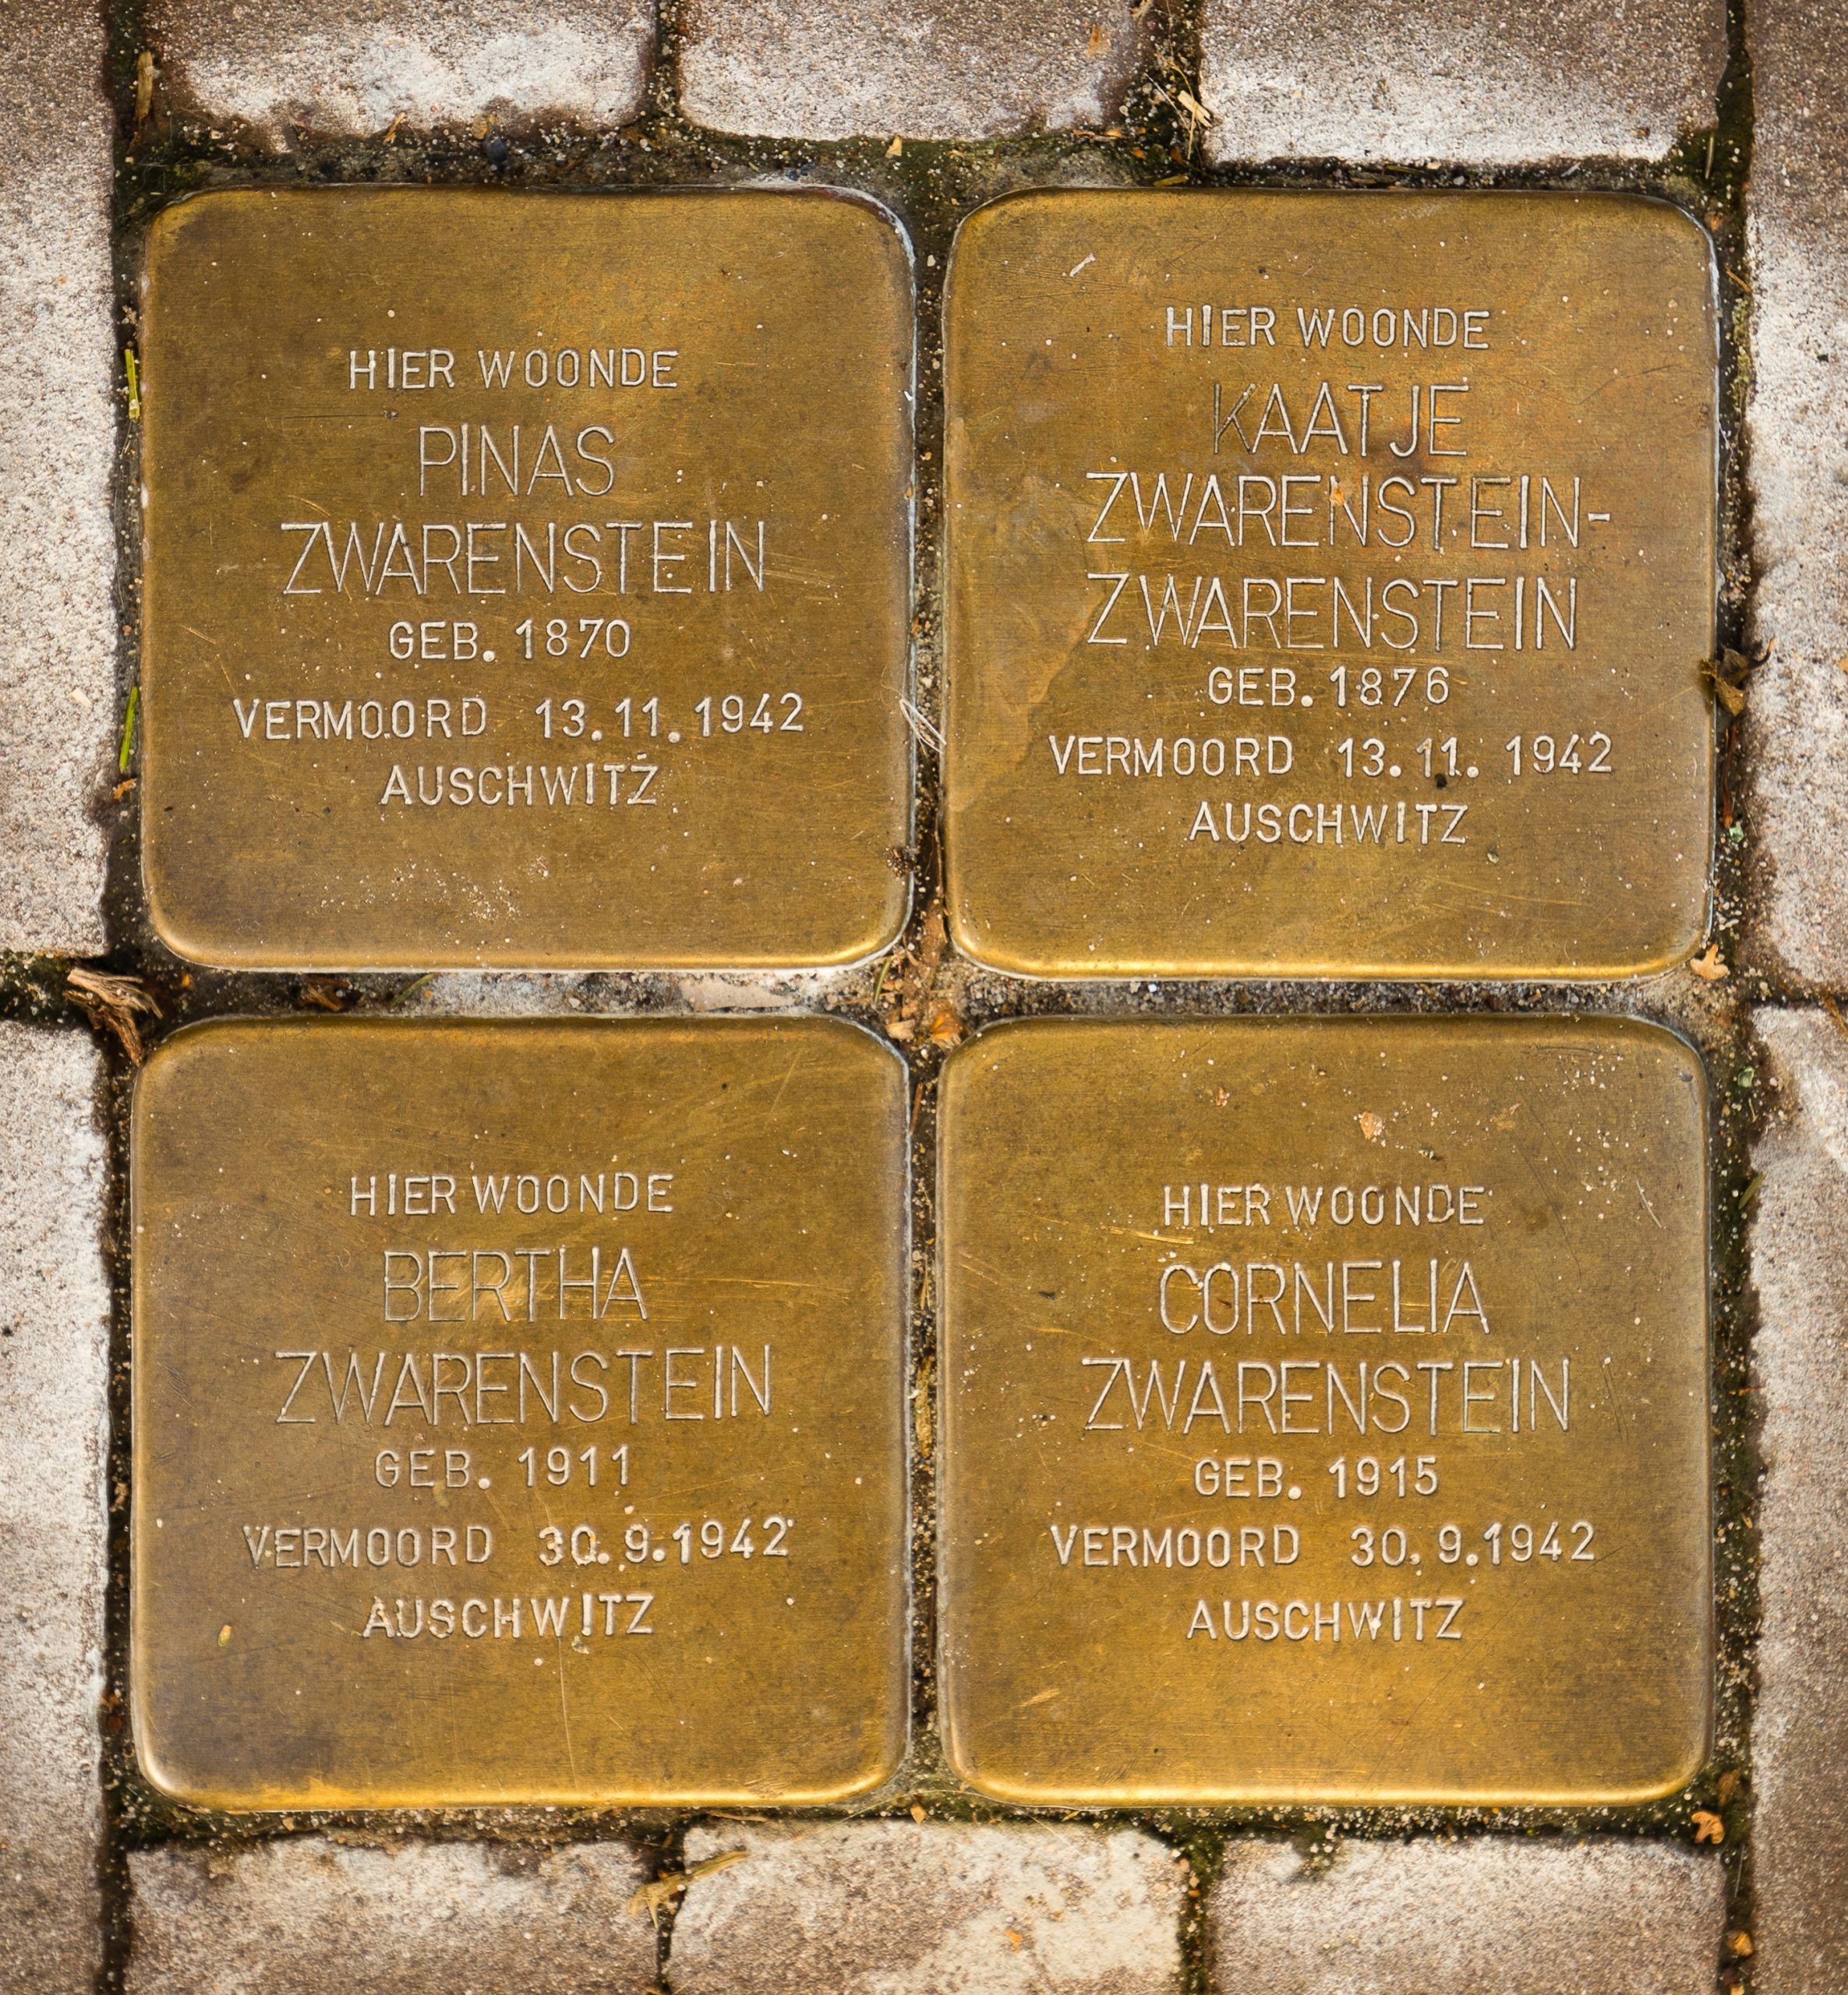 HIER WOONDE
PINAS
ZWARENSTEIN
GEB. 1870
VERMOORD 13.11.1942
AUSCHWITZ
HIER WOONDE
KAATJE
ZWARENSTEIN-
ZWARENSTEIN
GEB. 1876
VERMOORD 13.11.1942
AUSCHWITZ
HIER WOONDE
BERTHA
ZWARENSTEIN
GEB. 1911
VERMOORD 30.9.1942
AUSCHWITZ
HIER WOONDE
CORNELIA
ZWARENSTEIN
GEB. 1915
VERMOORD 30.9.1942
AUSCHWITZ